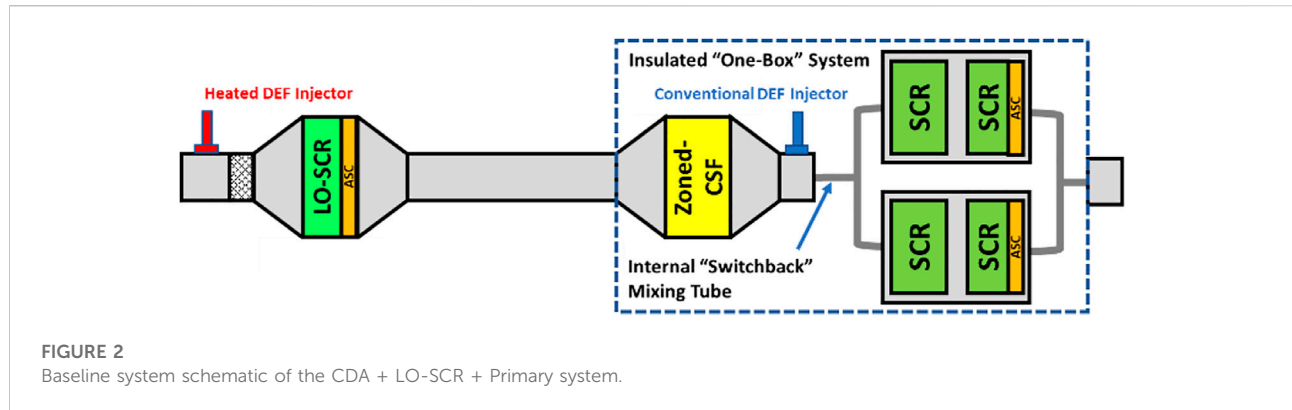 Insulated “One-Box” System
Heated DEF Injector
Conventional DEF Injector
LO-SCR
ASC
Zoned-
CSF
SCR
SCR
ASC
SCR
SCR
ASC
Internal “Switchback”
Mixing Tube
FIGURE 2
Baseline system schematic of the CDA + LO-SCR + Primary system.